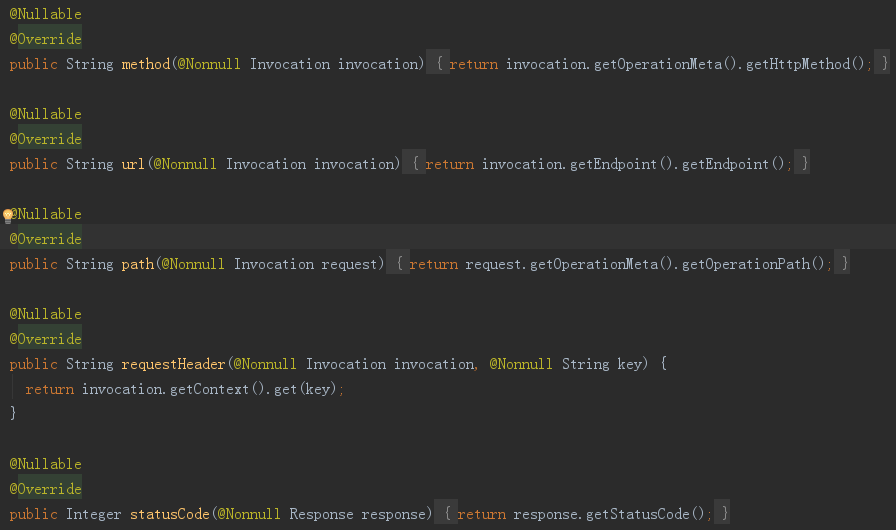 @Nullable
@Override
public String method(@Nonnull Invocation invocation) { return invocation.getOperationMeta().getHttpMethod(); }
@Nullable
@Override
public String url(@Nonnull Invocation invocation) { return invocation.getEndpoint().getEndpoint(); }
@Nullable
@Override
public String path(@Nonnull Invocation request) { return request.getOperationMeta().getOperationPath(); }
@Nullable
@Override
public String requestHeader(@Nonnull Invocation invocation, @Nonnull String key) {
return invocation.getContext().get(key);
}
@Nullable
@Override
public Integer statusCode(@Nonnull Response response) { return response.getStatusCode(); }